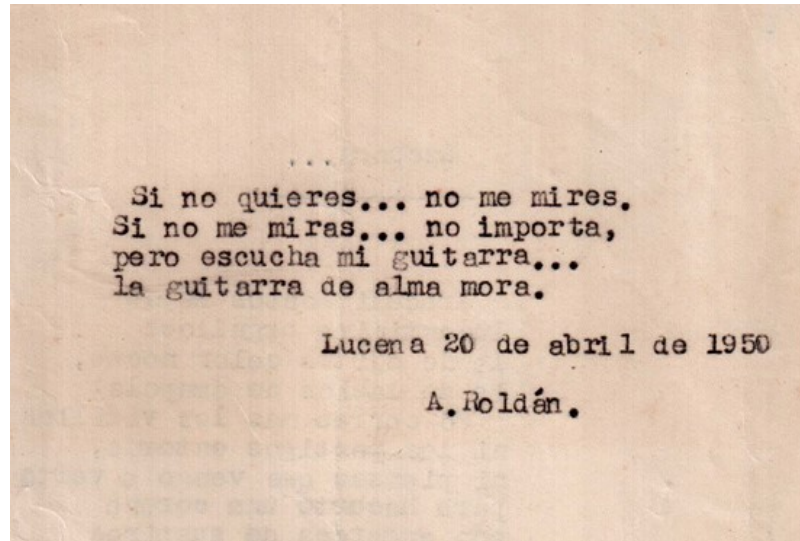 Si no quieres... no me mires.
Si no me miras... no importa,
pero escucha mi guitarra...
la guitarra de alma mora.
Lucena 20 de abril de 1950
A.Roldán.